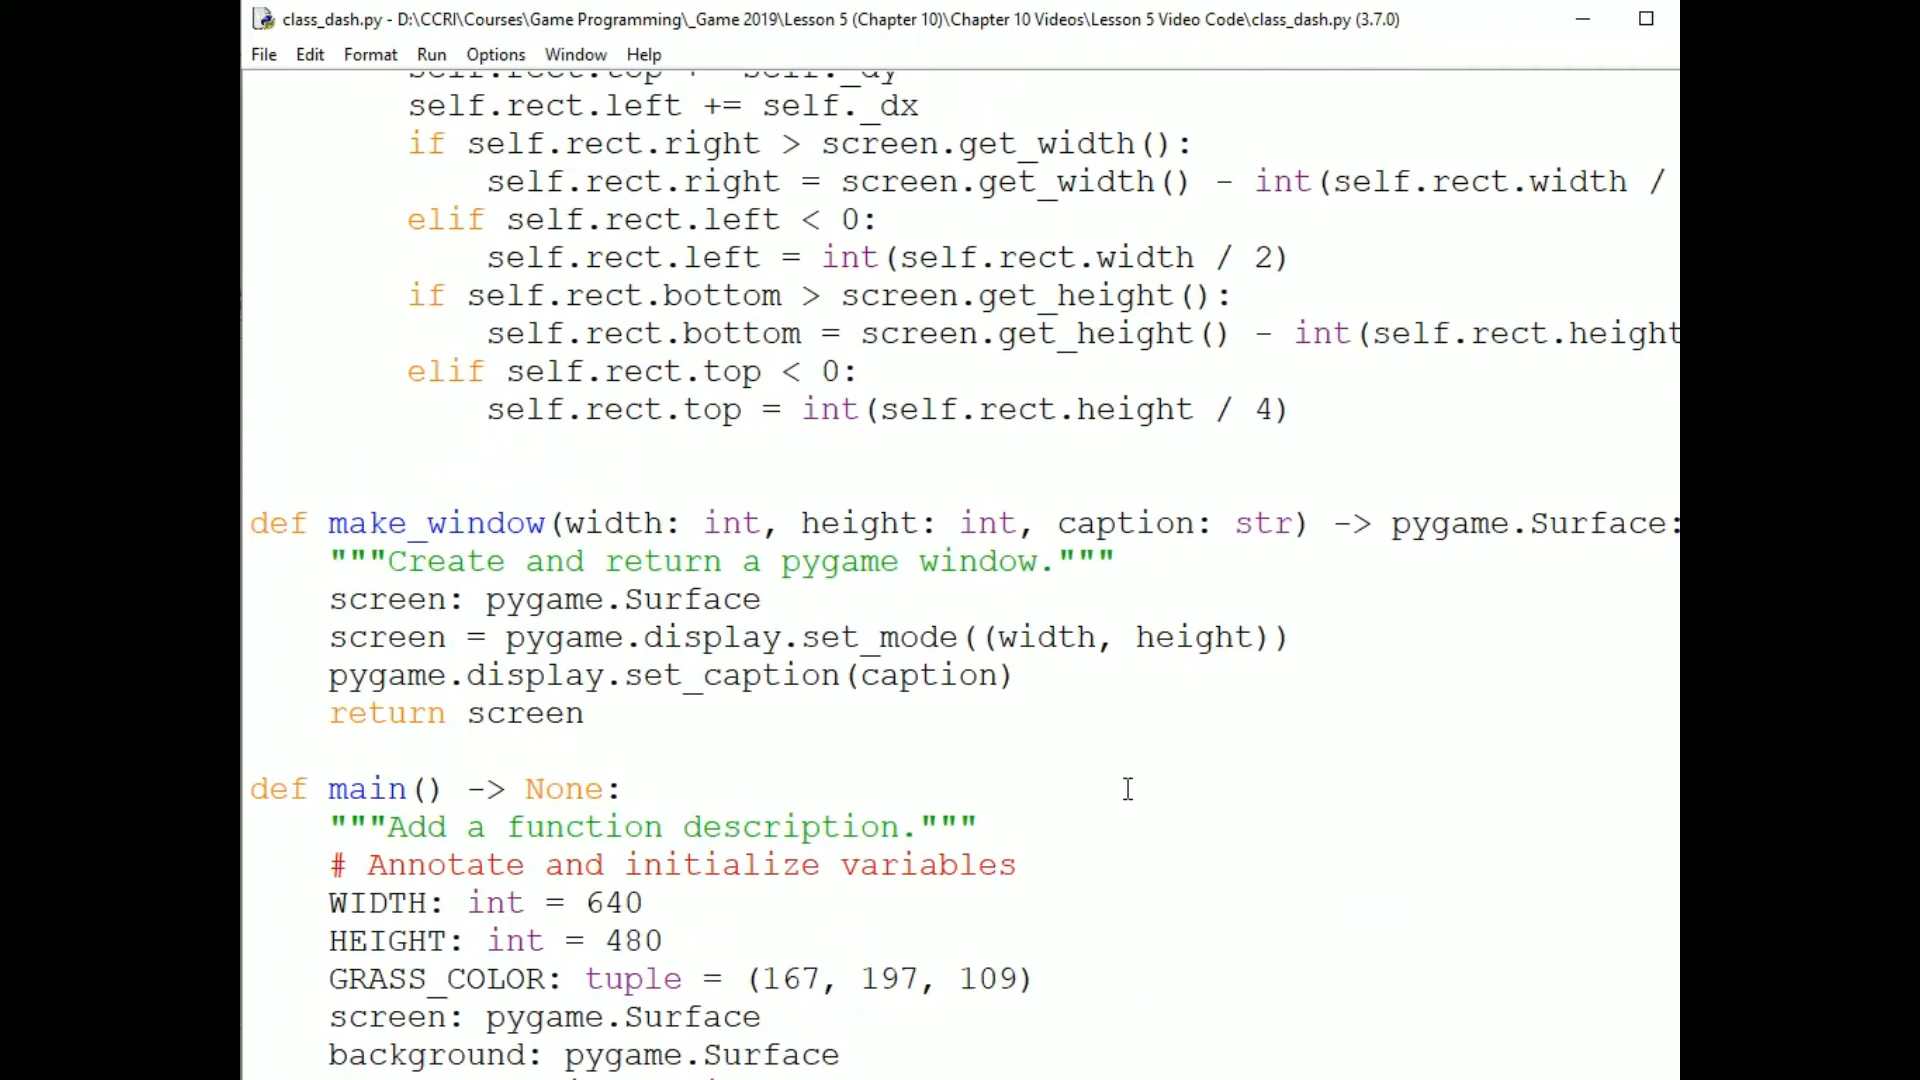 class_dash.py - D:\CCRI\Courses\Game Programming\_Game 2019\Lesson 5 (Chapter 10)\Chapter 10 Videos\Lesson 5 Video Code\class_dash.py (3.7.0)
File Edit Format Run Options Window Help
self.rect.top += self._dy
self.rect.left += self._dx
if self.rect.right > screen.get_width():
self.rect.right = screen.get_width() - int(self.rect.width /
elif self.rect.left < 0:
self.rect.left = int(self.rect.width / 2)
if self.rect.bottom > screen.get_height():
self.rect.bottom = screen.get_height() - int(self.rect.height
elif self.rect.top < 0:
self.rect.top = int(self.rect.height / 4)
def make_window(width: int, height: int, caption: str) -> pygame.Surface:
"""Create and return a pygame window."""
screen: pygame.Surface
screen = pygame.display.set_mode((width, height))
pygame.display.set_caption(caption)
return screen
def main() -> None:
"""Add a function description."""
# Annotate and initialize variables
WIDTH: int = 640
HEIGHT: int = 480
GRASS_COLOR: tuple = (167, 197, 109)
screen: pygame.Surface
background: pygame.Surface